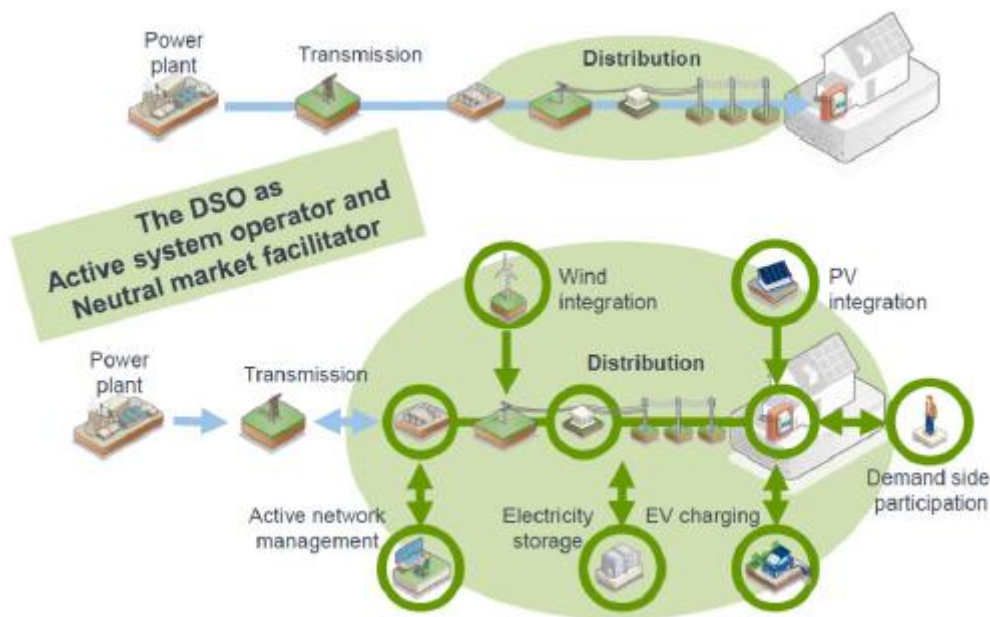 Power
plant
Transmission
Distribution
The DSO as
Active system operator and
Neutral market facilitator
Wind
integration
PV
integration
Power
plant
Transmission
Distribution
Demand side
participation
Active network
management
Electricity
storage
EV charging